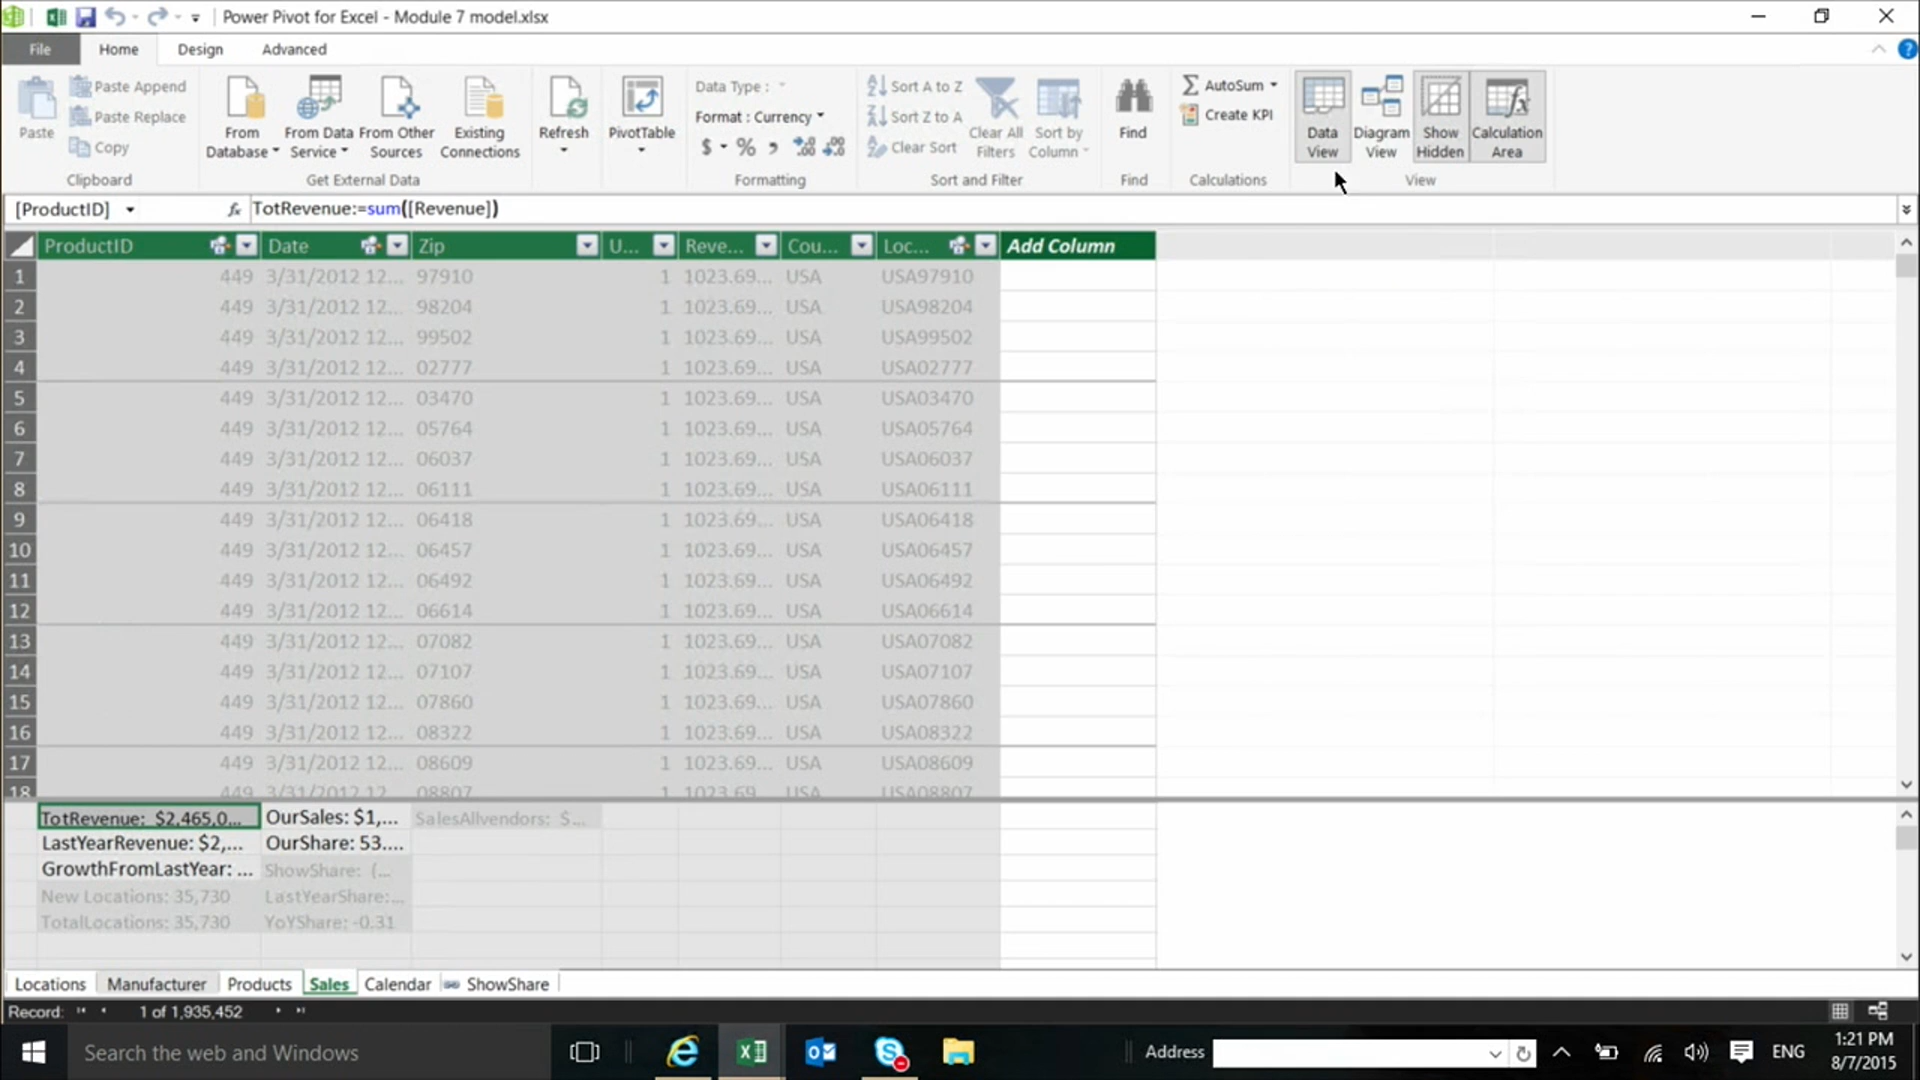 Power Pivot for Excel - Module 7 model.xlsx
File Home Design Advanced
Paste
Paste Append
Paste Replace
Copy
Clipboard
From Database
From Data Service
From Other Sources
Existing Connections
Get External Data
Refresh
PivotTable
Data Type :
Format : Currency
$ % ,
Formatting
Sort A to Z
Sort Z to A
Clear Sort
Clear All Filters
Sort by Column
Sort and Filter
Find
Find
AutoSum
Create KPI
Calculations
Data View
Diagram View
Show Hidden
Calculation Area
View
[ProductID] fx TotRevenue:=sum([Revenue])
ProductID Date Zip U... Reve... Cou... Loc... Add Column
1 449 3/31/2012 12... 97910 1 1023.69... USA USA97910
2 449 3/31/2012 12... 98204 1 1023.69... USA USA98204
3 449 3/31/2012 12... 99502 1 1023.69... USA USA99502
4 449 3/31/2012 12... 02777 1 1023.69... USA USA02777
5 449 3/31/2012 12... 03470 1 1023.69... USA USA03470
6 449 3/31/2012 12... 05764 1 1023.69... USA USA05764
7 449 3/31/2012 12... 06037 1 1023.69... USA USA06037
8 449 3/31/2012 12... 06111 1 1023.69... USA USA06111
9 449 3/31/2012 12... 06418 1 1023.69... USA USA06418
10 449 3/31/2012 12... 06457 1 1023.69... USA USA06457
11 449 3/31/2012 12... 06492 1 1023.69... USA USA06492
12 449 3/31/2012 12... 06614 1 1023.69... USA USA06614
13 449 3/31/2012 12... 07082 1 1023.69... USA USA07082
14 449 3/31/2012 12... 07107 1 1023.69... USA USA07107
15 449 3/31/2012 12... 07860 1 1023.69... USA USA07860
16 449 3/31/2012 12... 08322 1 1023.69... USA USA08322
17 449 3/31/2012 12... 08609 1 1023.69... USA USA08609
18 449 3/31/2012 12... 08807 1 1023.69... USA USA08807
TotRevenue: $2,465,0... OurSales: $1,... SalesAllvendors: $...
LastYearRevenue: $2,... OurShare: 53....
GrowthFromLastYear: ... ShowShare: (...
New Locations: 35,730 LastYearShare:...
TotalLocations: 35,730 YoYShare: -0.31
Locations Manufacturer Products Sales Calendar ShowShare
Record: 1 of 1,935,452
Search the web and Windows Address ENG
1:21 PM
8/7/2015